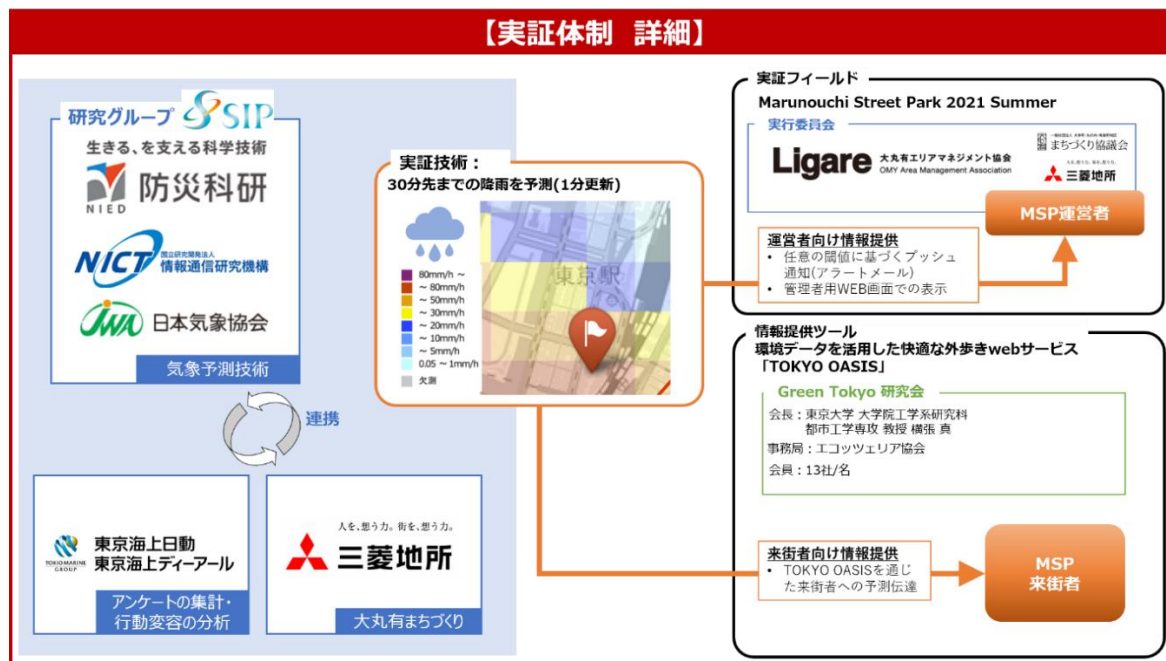 【実証体制 詳細】
研究グループ SIP
生きる、を支える科学技術
防災科研
NIED
NICT 国立研究開発法人
情報通信研究機構
JWA 日本気象協会
気象予測技術
連携
TOKIO MARINE
GROUP
東京海上日動
東京海上ディーアール
アンケートの集計・
行動変容の分析
人を、想う力。街を、想う力。
三菱地所
大丸有まちづくり
実証技術:
30分先までの降雨を予測(1分更新)
80mm/h ~
~ 80mm/h
~ 50mm/h
~ 30mm/h
~ 20mm/h
~ 10mm/h
~ 5mm/h
0.05 ~ 1mm/h
欠測
東京駅
実証フィールド
Marunouchi Street Park 2021 Summer
実行委員会
Ligare 大丸有エリアマネジメント協会
OMY Area Management Association
まちづくり協議会
人を、想う力。街を、想う力。
三菱地所
MSP運営者
運営者向け情報提供
• 任意の閾値に基づくプッシュ
通知(アラートメール)
• 管理者用WEB画面での表示
情報提供ツール
環境データを活用した快適な外歩きwebサービス
「TOKYO OASIS」
Green Tokyo 研究会
会長:東京大学 大学院工学系研究科
都市工学専攻 教授 横張 真
事務局:エコッツェリア協会
会員:13社/名
来街者向け情報提供
• TOKYO OASISを通じ
た来街者への予測伝達
MSP
来街者